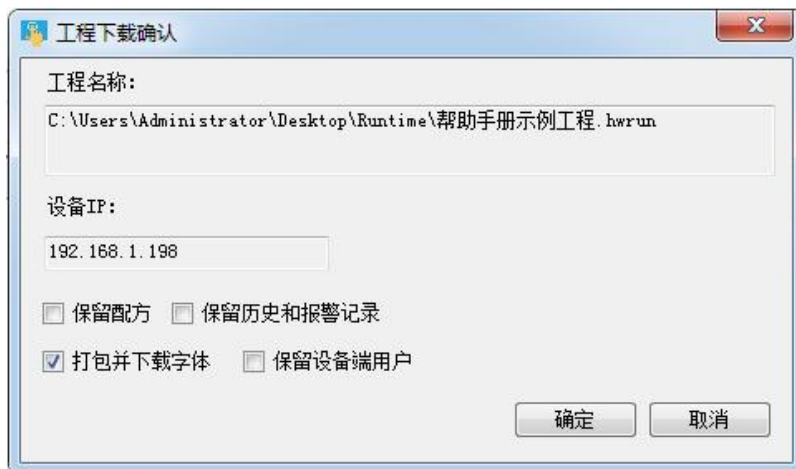 工程下载确认
工程名称:
C:\Users\Administrator\Desktop\Runtime\帮助手册示例工程.hwrun
设备IP:
192.168.1.198
保留配方 保留历史和报警记录
打包并下载字体 保留设备端用户
确定 取消